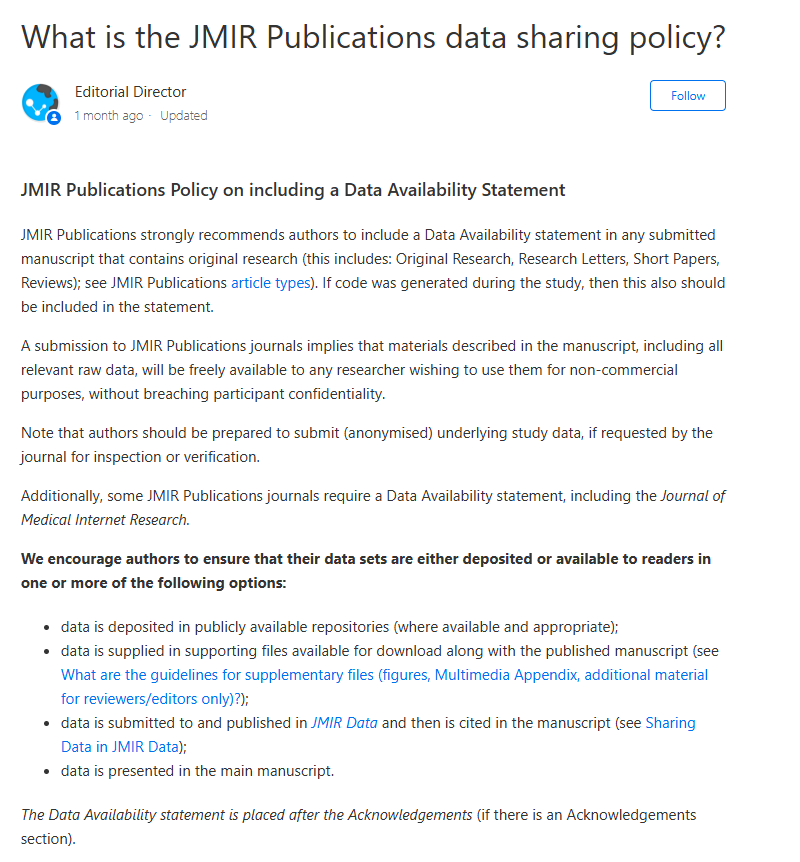 What is the JMIR Publications data sharing policy?
Editorial Director
1 month ago · Updated
Follow
JMIR Publications Policy on including a Data Availability Statement
JMIR Publications strongly recommends authors to include a Data Availability statement in any submitted
manuscript that contains original research (this includes: Original Research, Research Letters, Short Papers,
Reviews); see JMIR Publications article types). If code was generated during the study, then this also should
be included in the statement.
A submission to JMIR Publications journals implies that materials described in the manuscript, including all
relevant raw data, will be freely available to any researcher wishing to use them for non-commercial
purposes, without breaching participant confidentiality.
Note that authors should be prepared to submit (anonymised) underlying study data, if requested by the
journal for inspection or verification.
Additionally, some JMIR Publications journals require a Data Availability statement, including the Journal of
Medical Internet Research.
We encourage authors to ensure that their data sets are either deposited or available to readers in
one or more of the following options:
• data is deposited in publicly available repositories (where available and appropriate);
• data is supplied in supporting files available for download along with the published manuscript (see
What are the guidelines for supplementary files (figures, Multimedia Appendix, additional material
for reviewers/editors only)?);
• data is submitted to and published in JMIR Data and then is cited in the manuscript (see Sharing
Data in JMIR Data);
• data is presented in the main manuscript.
The Data Availability statement is placed after the Acknowledgements (if there is an Acknowledgements
section).